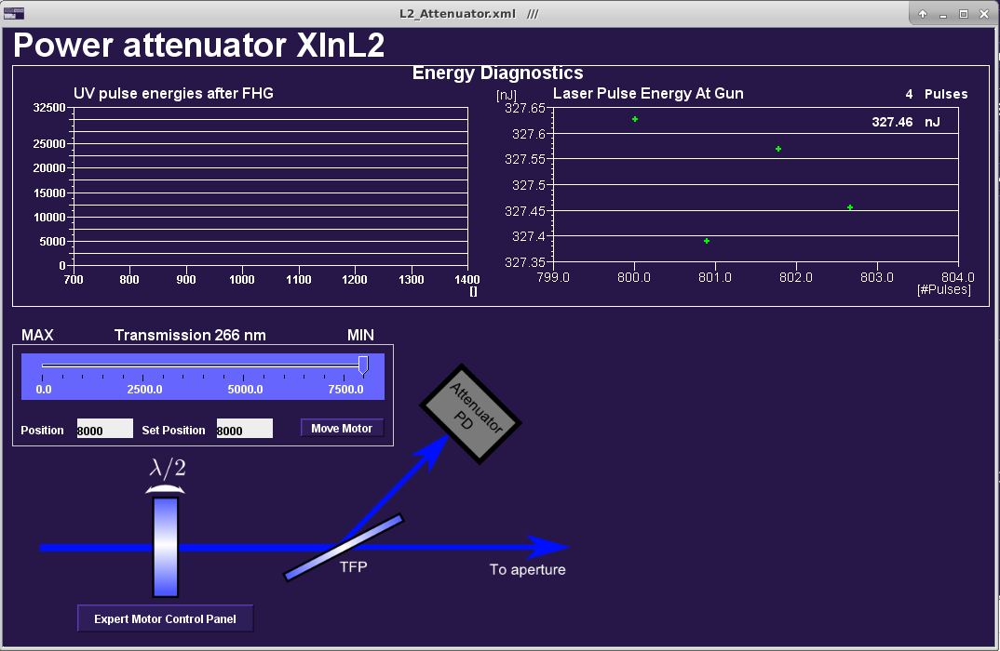 L2_Attenuator.xml ///
Power attenuator XInL2
Energy Diagnostics
UV pulse energies after FHG
32500
25000
20000
15000
10000
5000
0
700 800 900 1000 1100 1200 1300 1400
[]
[nJ] Laser Pulse Energy At Gun 4 Pulses
327.46 nJ
327.65
327.6
327.55
327.5
327.45
327.4
327.35
799.0 800.0 801.0 802.0 803.0 804.0
[#Pulses]
MAX Transmission 266 nm MIN
0.0 2500.0 5000.0 7500.0
Position 8000 Set Position 8000 Move Motor
Attenuator
PD
λ/2
TFP
To aperture
Expert Motor Control Panel